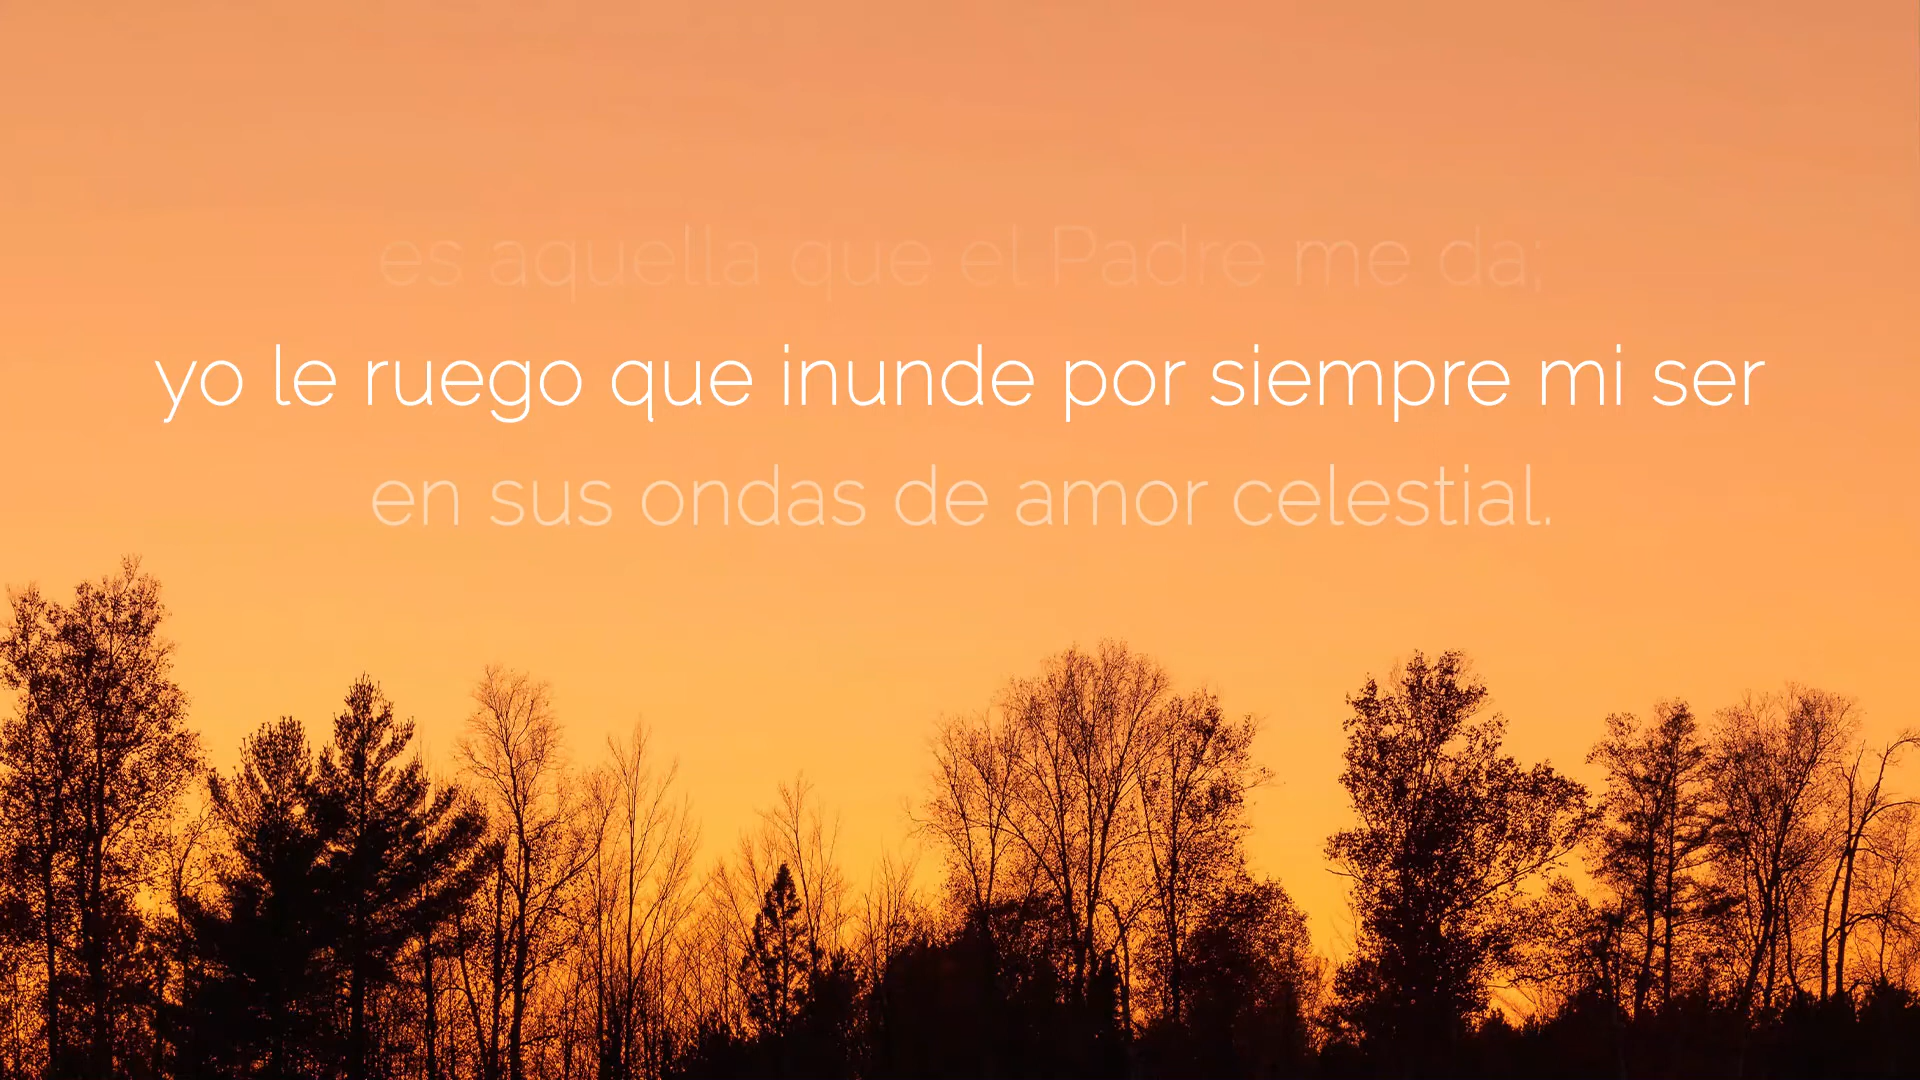 es aquella que el Padre me da;
yo le ruego que inunde por siempre mi ser
en sus ondas de amor celestial.